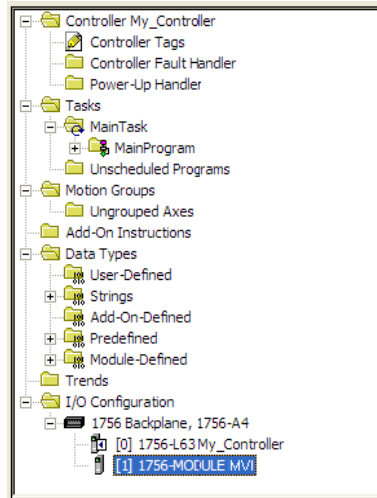 Controller My_Controller
Controller Tags
Controller Fault Handler
Power-Up Handler
Tasks
MainTask
MainProgram
Unscheduled Programs
Motion Groups
Ungrouped Axes
Add-On Instructions
Data Types
User-Defined
Strings
Add-On-Defined
Predefined
Module-Defined
Trends
I/O Configuration
1756 Backplane, 1756-A4
[0] 1756-L63 My_Controller
[1] 1756-MODULE MVI